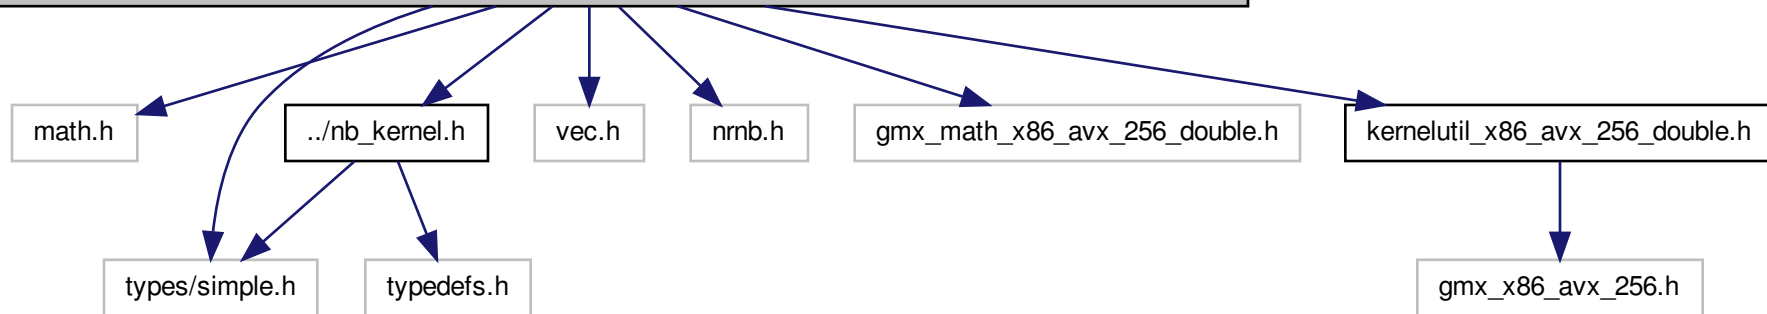 math.h
../nb_kernel.h
vec.h
nrnb.h
gmx_math_x86_avx_256_double.h
kernelutil_x86_avx_256_double.h
types/simple.h
typedefs.h
gmx_x86_avx_256.h